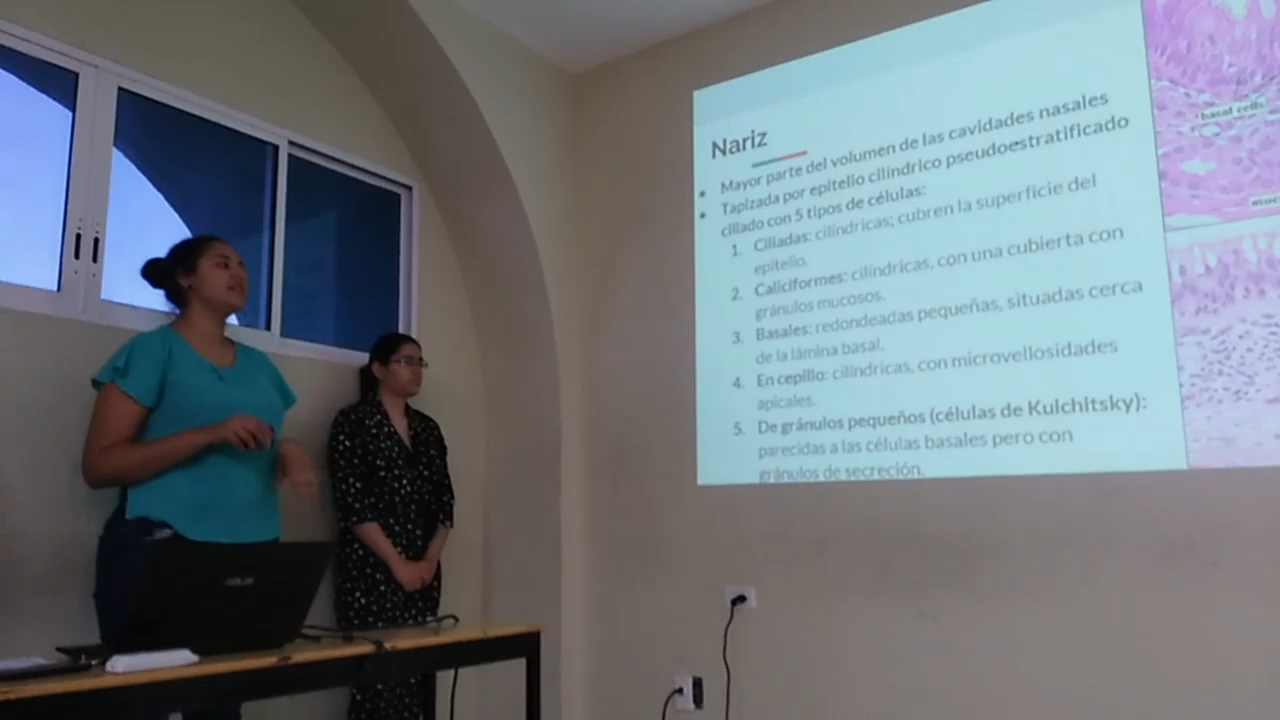 Nariz
• Mayor parte del volumen de las cavidades nasales
• Tapizada por epitelio cilíndrico pseudoestratificado
ciliado con 5 tipos de células:
1. Ciliadas: cilíndricas; cubren la superficie del
epitelio.
2. Caliciformes: cilíndricas, con una cubierta con
gránulos mucosos.
3. Basales: redondeadas pequeñas, situadas cerca
de la lámina basal.
4. En cepillo: cilíndricas, con microvellosidades
apicales.
5. De gránulos pequeños (células de Kulchitsky):
parecidas a las células basales pero con
gránulos de secreción.
basal cells
ASUS